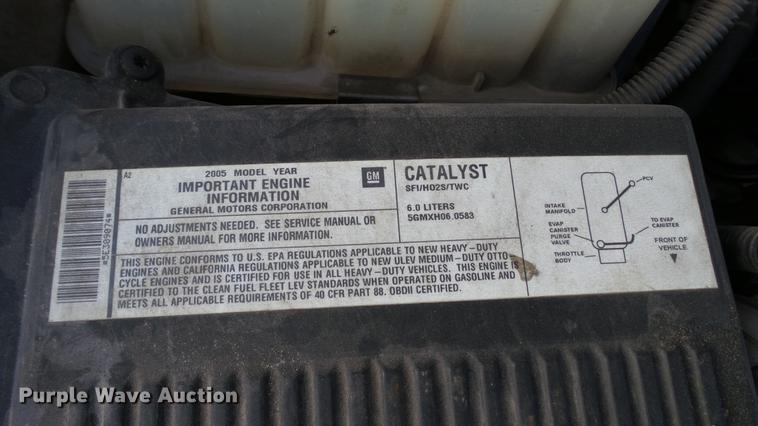 *5E309074*
A2
2005 MODEL YEAR
IMPORTANT ENGINE
INFORMATION
GENERAL MOTORS CORPORATION
GM
CATALYST
SFI/HO2S/TWC
6.0 LITERS
5GMXH06.0583
NO ADJUSTMENTS NEEDED. SEE SERVICE MANUAL OR
OWNERS MANUAL FOR MORE INFORMATION.
THIS ENGINE CONFORMS TO U.S. EPA REGULATIONS APPLICABLE TO NEW HEAVY-DUTY
ENGINES AND CALIFORNIA REGULATIONS APPLICABLE TO NEW ULEV MEDIUM-DUTY OTTO
CYCLE ENGINES AND IS CERTIFIED FOR USE IN ALL HEAVY-DUTY VEHICLES. THIS ENGINE IS
CERTIFIED TO THE CLEAN FUEL FLEET LEV STANDARDS WHEN OPERATED ON GASOLINE AND
MEETS ALL APPLICABLE REQUIREMENTS OF 40 CFR PART 88. OBDII CERTIFIED.
PCV
INTAKE
MANIFOLD
EVAP
CANISTER
PURGE
VALVE
THROTTLE
BODY
TO EVAP
CANISTER
FRONT OF
VEHICLE
Purple Wave Auction